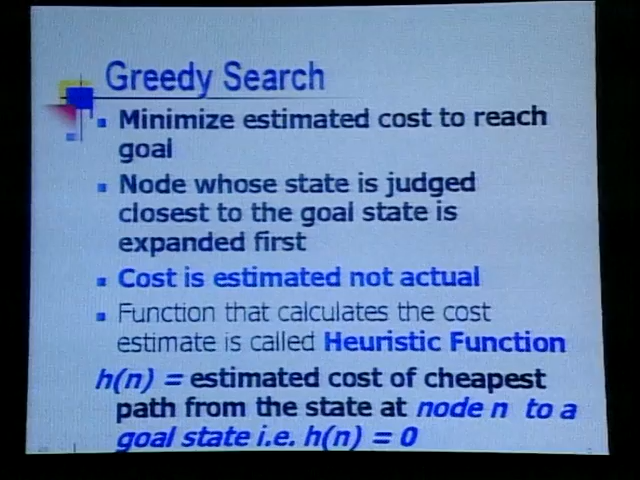 Greedy Search
Minimize estimated cost to reach
goal
Node whose state is judged
closest to the goal state is
expanded first
Cost is estimated not actual
Function that calculates the cost
estimate is called Heuristic Function
h(n) = estimated cost of cheapest
path from the state at node n to a
goal state i.e. h(n) = 0